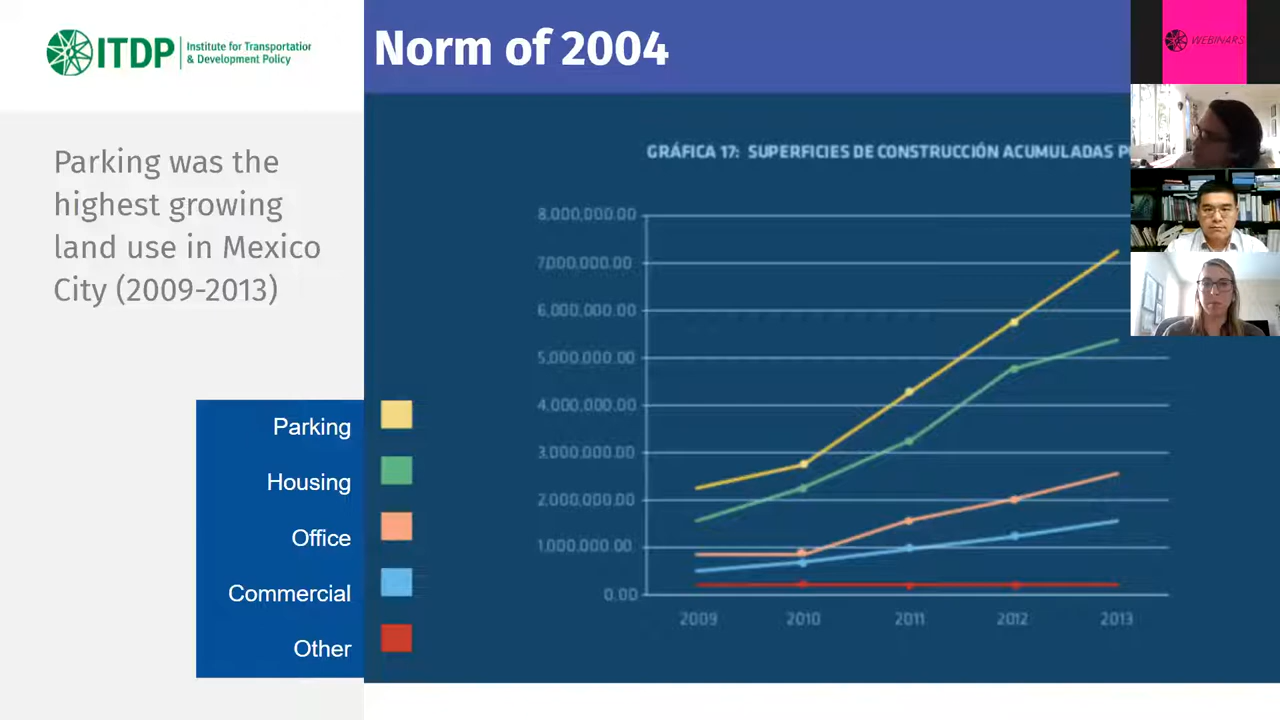 ITDP
Institute for Transportation
& Development Policy
Norm of 2004
WEBINARS
Parking was the
highest growing
land use in Mexico
City (2009-2013)
GRÁFICA 17: SUPERFICIES DE CONSTRUCCIÓN ACUMULADAS
8,000,000.00
7,000,000.00
6,000,000.00
5,000,000.00
4,000,000.00
3,000,000.00
2,000,000.00
1,000,000.00
0.00
2009 2010 2011 2012 2013
Parking
Housing
Office
Commercial
Other